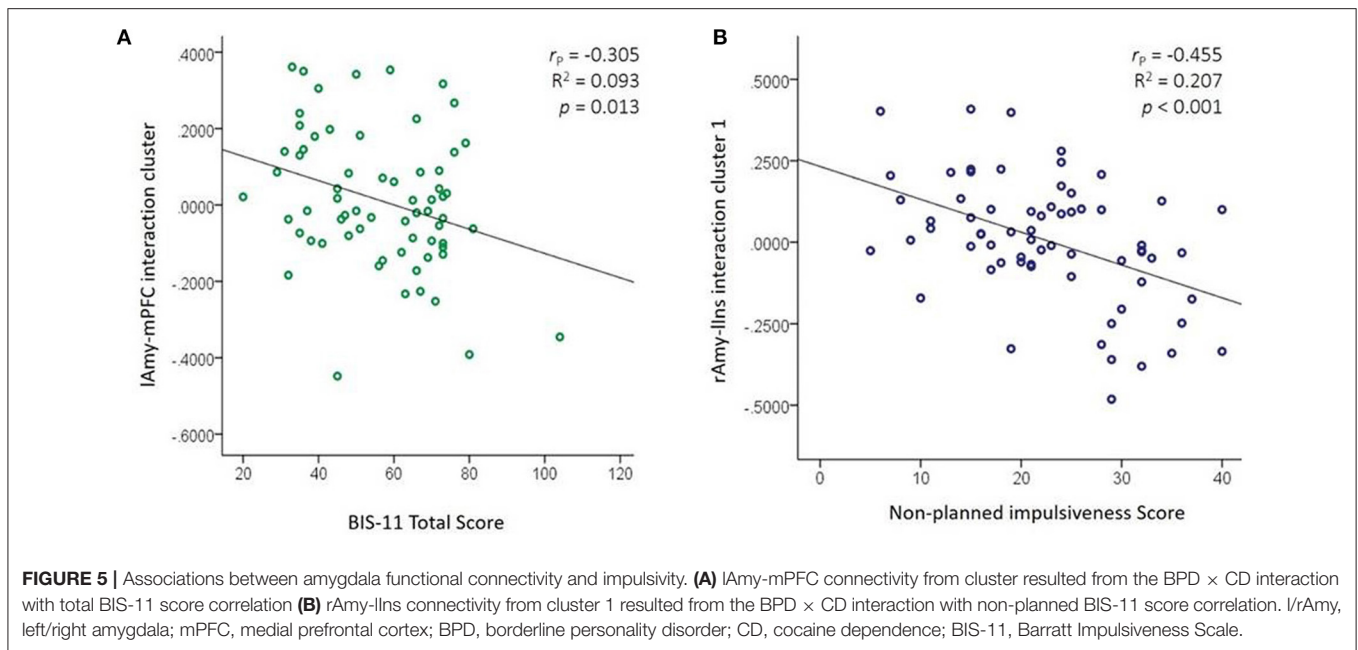 A
r_P = -0.305
R² = 0.093
p = 0.013
lAmy-mPFC interaction cluster
.4000
.2000
.0000
-.2000
-.4000
-.6000
20 40 60 80 100 120
BIS-11 Total Score
B
r_P = -0.455
R² = 0.207
p < 0.001
rAmy-lIns interaction cluster 1
.5000
.2500
.0000
-.2500
-.5000
0 10 20 30 40
Non-planned impulsiveness Score
FIGURE 5 | Associations between amygdala functional connectivity and impulsivity. (A) lAmy-mPFC connectivity from cluster resulted from the BPD × CD interaction
with total BIS-11 score correlation (B) rAmy-lIns connectivity from cluster 1 resulted from the BPD × CD interaction with non-planned BIS-11 score correlation. l/rAmy,
left/right amygdala; mPFC, medial prefrontal cortex; BPD, borderline personality disorder; CD, cocaine dependence; BIS-11, Barratt Impulsiveness Scale.